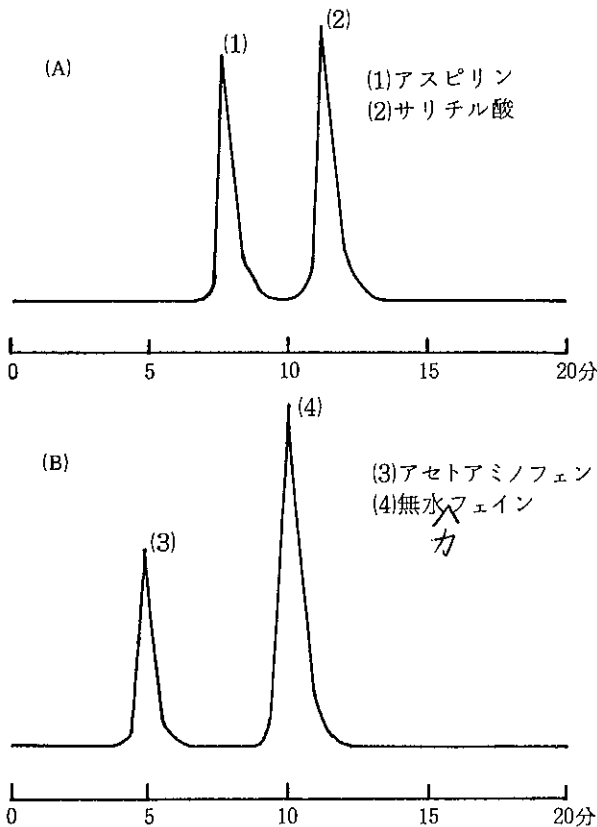 (A)
(1)
(2)
(1)アスピリン
(2)サリチル酸
0 5 10 15 20分
(B)
(3)
(4)
(3)アセトアミノフェン
(4)無水フェイン
カ
0 5 10 15 20分